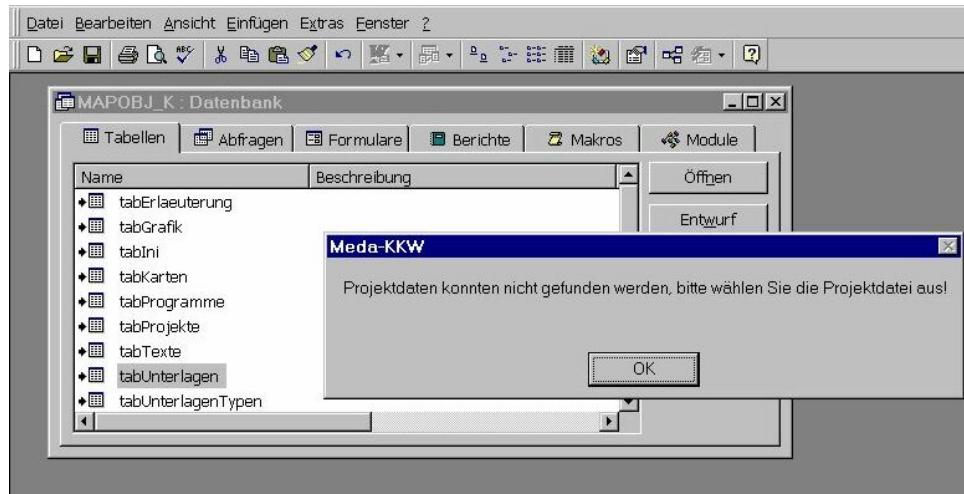 Datei Bearbeiten Ansicht Einfügen Extras Fenster ?
MAPOBJ_K : Datenbank
Tabellen Abfragen Formulare Berichte Makros Module
Name Beschreibung Öffnen
tabErlaeuterung
tabGrafik Entwurf
tabIni
tabKarten
tabProgramme
tabProjekte
tabTexte
tabUnterlagen
tabUnterlagenTypen
Meda-KKW
Projektdaten konnten nicht gefunden werden, bitte wählen Sie die Projektdatei aus!
OK